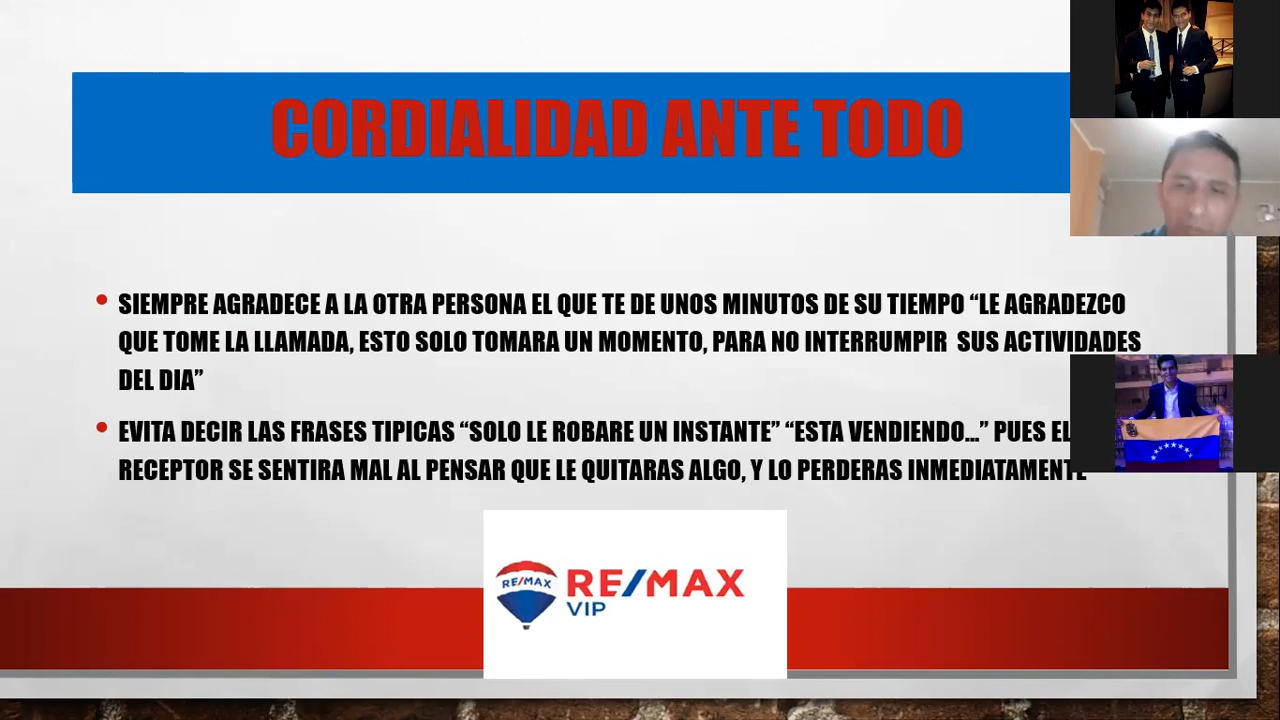 CORDIALIDAD ANTE TODO
• SIEMPRE AGRADECE A LA OTRA PERSONA EL QUE TE DE UNOS MINUTOS DE SU TIEMPO “LE AGRADEZCO
QUE TOME LA LLAMADA, ESTO SOLO TOMARA UN MOMENTO, PARA NO INTERRUMPIR SUS ACTIVIDADES
DEL DIA”
• EVITA DECIR LAS FRASES TIPICAS “SOLO LE ROBARE UN INSTANTE” “ESTA VENDIENDO...” PUES EL
RECEPTOR SE SENTIRA MAL AL PENSAR QUE LE QUITARAS ALGO, Y LO PERDERAS INMEDIATAMENTE
RE/MAX
RE/MAX
VIP